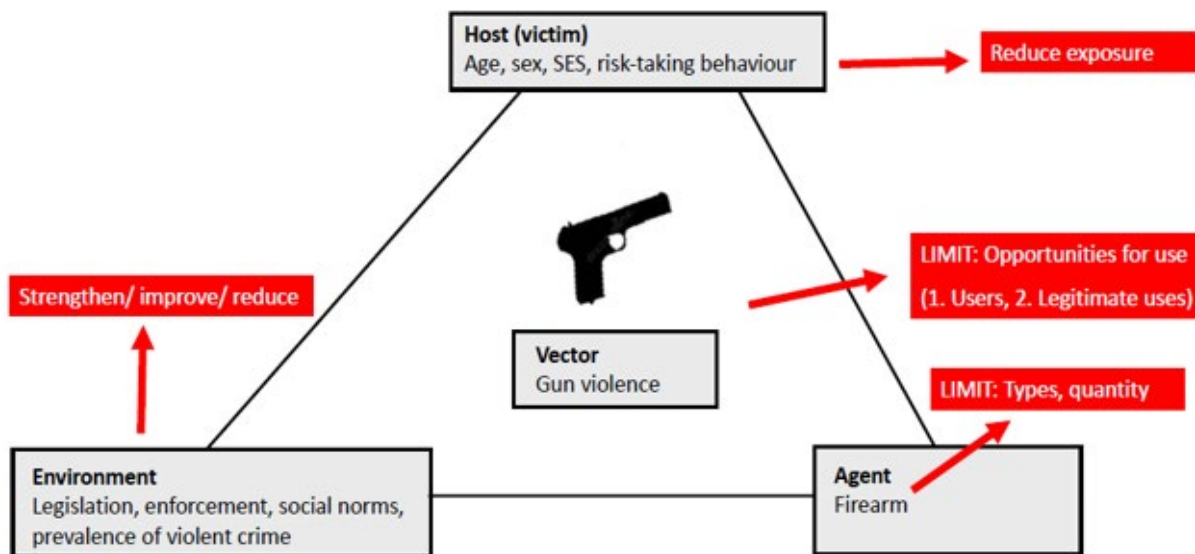 Host (victim)
Age, sex, SES, risk-taking behaviour
Reduce exposure
LIMIT: Opportunities for use
(1. Users, 2. Legitimate uses)
Strengthen/ improve/ reduce
Vector
Gun violence
LIMIT: Types, quantity
Environment
Legislation, enforcement, social norms,
prevalence of violent crime
Agent
Firearm